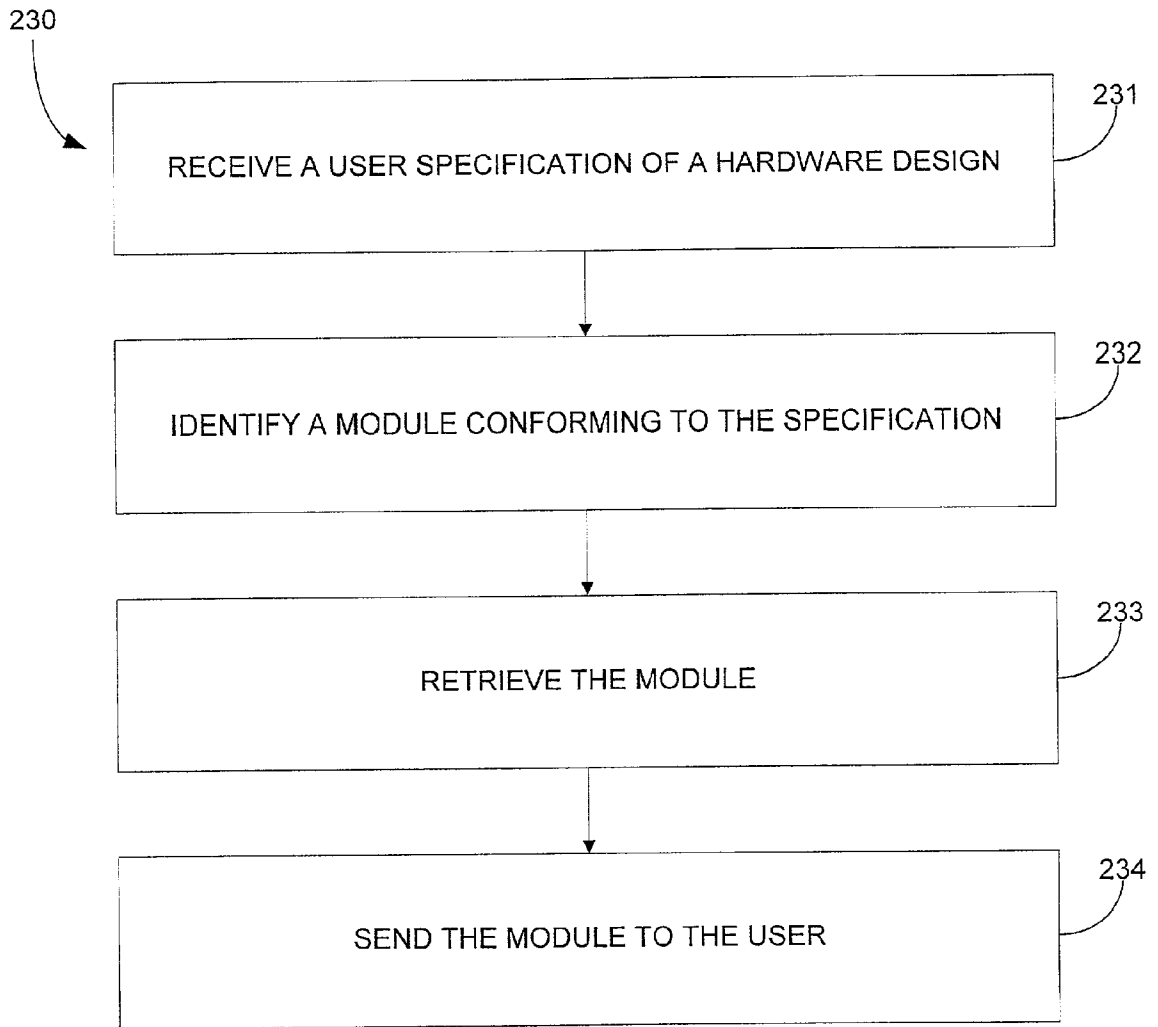 230
231
RECEIVE A USER SPECIFICATION OF A HARDWARE DESIGN
232
IDENTIFY A MODULE CONFORMING TO THE SPECIFICATION
233
RETRIEVE THE MODULE
234
SEND THE MODULE TO THE USER